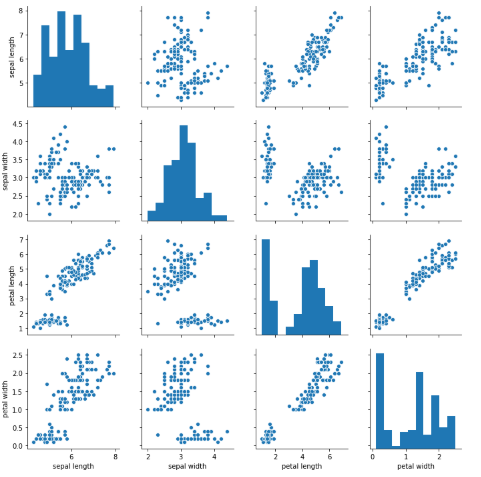 8
7
6
5
sepal length
4.5
4.0
3.5
3.0
2.5
2.0
sepal width
7
6
5
4
3
2
1
petal length
2.5
2.0
1.5
1.0
0.5
0.0
petal width
6 8
sepal length
2 4
sepal width
2 4 6
petal length
0 1 2
petal width